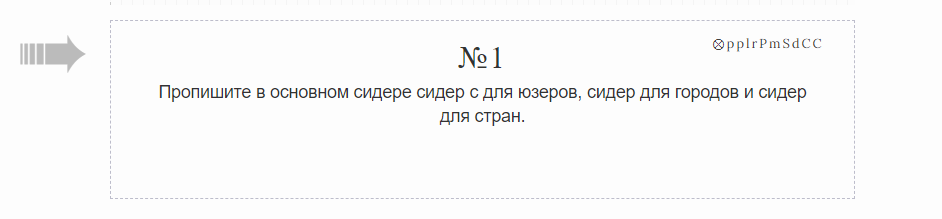 ⊗pplrPmSdCC
№1
Пропишите в основном сидере сидер с для юзеров, сидер для городов и сидер
для стран.